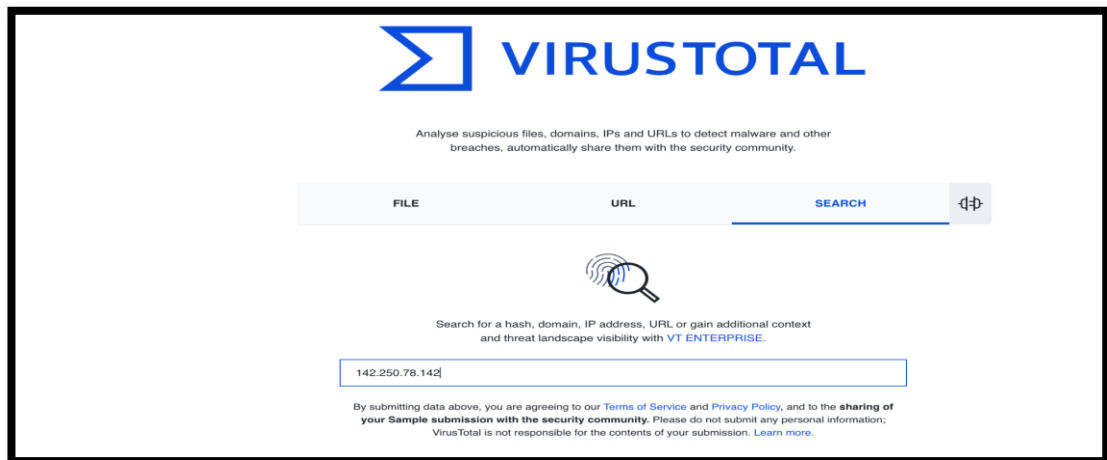 VIRUSTOTAL
Analyse suspicious files, domains, IPs and URLs to detect malware and other
breaches, automatically share them with the security community.
FILE URL SEARCH
Search for a hash, domain, IP address, URL or gain additional context
and threat landscape visibility with VT ENTERPRISE.
142.250.78.142
By submitting data above, you are agreeing to our Terms of Service and Privacy Policy, and to the sharing of
your Sample submission with the security community. Please do not submit any personal information;
VirusTotal is not responsible for the contents of your submission. Learn more.